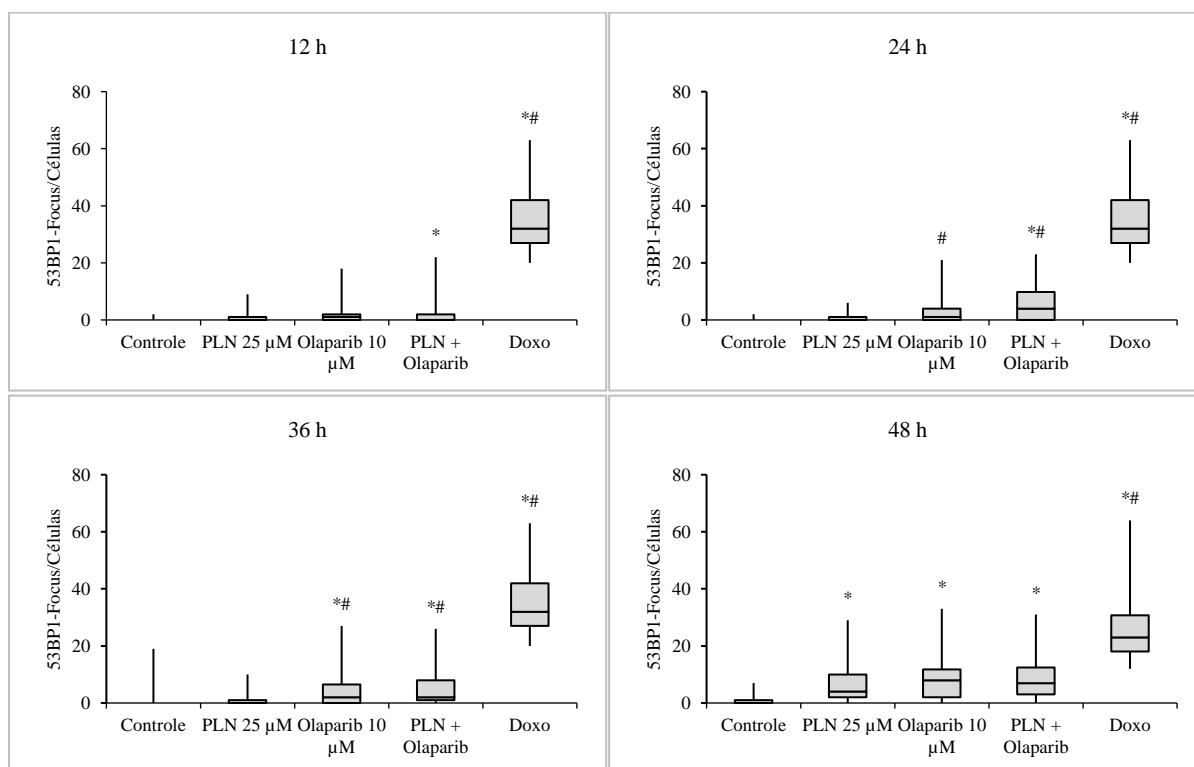 12 h
53BP1-Focus/Células
80
60
40
20
0
*
*#
Controle PLN 25 µM Olaparib 10 µM PLN + Olaparib Doxo
24 h
53BP1-Focus/Células
80
60
40
20
0
#
*#
*#
Controle PLN 25 µM Olaparib 10 µM PLN + Olaparib Doxo
36 h
53BP1-Focus/Células
80
60
40
20
0
*#
*#
*#
Controle PLN 25 µM Olaparib 10 µM PLN + Olaparib Doxo
48 h
53BP1-Focus/Células
80
60
40
20
0
*
*
*
*#
Controle PLN 25 µM Olaparib 10 µM PLN + Olaparib Doxo